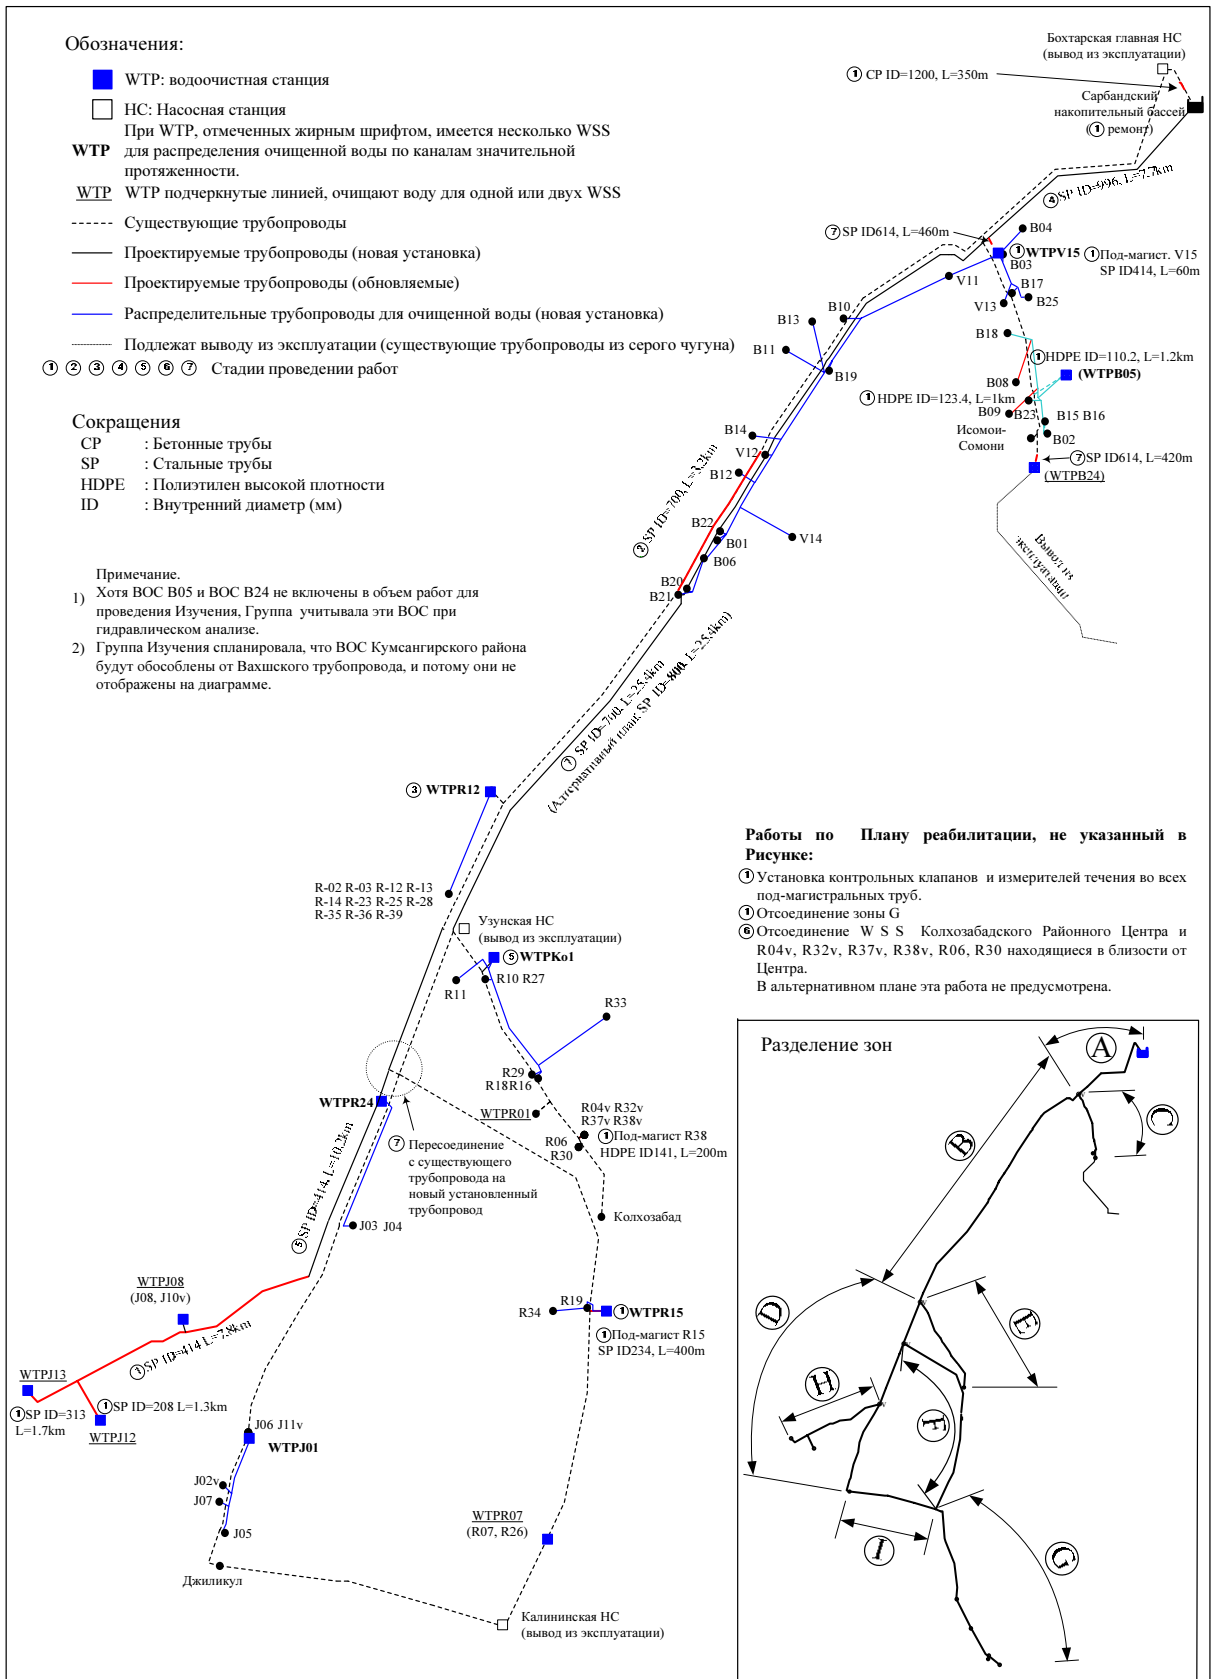 Обозначения:
WTP: водоочистная станция
НС: Насосная станция
При WTP, отмеченных жирным шрифтом, имеется несколько WSS
WTP для распределения очищенной воды по каналам значительной
протяженности.
WTP WTP подчеркнутые линией, очищают воду для одной или двух WSS
Существующие трубопроводы
Проектируемые трубопроводы (новая установка)
Проектируемые трубопроводы (обновляемые)
Распределительные трубопроводы для очищенной воды (новая установка)
Подлежат выводу из эксплуатации (существующие трубопроводы из серого чугуна)
① ② ③ ④ ⑤ ⑥ ⑦ Стадии проведении работ
Сокращения
CP : Бетонные трубы
SP : Стальные трубы
HDPE : Полиэтилен высокой плотности
ID : Внутренний диаметр (мм)
Примечание.
1) Хотя ВОС В05 и ВОС В24 не включены в объем работ для
проведения Изучения, Группа учитывала эти ВОС при
гидравлическом анализе.
2) Группа Изучения спланировала, что ВОС Кумсангирского района
будут обособлены от Вахшского трубопровода, и потому они не
отображены на диаграмме.
Бохтарская главная НС
(вывод из эксплуатации)
① CP ID=1200, L=350m
Сарбандский
накопительный бассей
(① ремонт)
④ SP ID=996, L=7.7km
⑦ SP ID614, L=460m
B04
① WTPV15
B03
① Под-магист. V15
SP ID414, L=60m
V11
B17
B25
V13
B10
B13
B18
B11
B19
① HDPE ID=110.2, L=1.2km
(WTPB05)
B08
① HDPE ID=123.4, L=1km
B09
B23
B15 B16
Исомои-
Сомони
B02
⑦ SP ID614, L=420m
(WTPB24)
Вывод из
эксплуатации
B14
V12
B12
② SP ID=700, L=3.2km
B22
B01
V14
B06
B20
B21
⑦ SP ID=700, L=25.4km
(Алтернативный план: SP ID=800, L=25.4km)
③ WTPR12
R-02 R-03 R-12 R-13
R-14 R-23 R-25 R-28
R-35 R-36 R-39
Узунская НС
(вывод из эксплуатации)
⑤ WTPKo1
R11
R10 R27
R33
R29
R18R16
WTPR24
WTPR01
R04v R32v
R37v R38v
R06
R30
① Под-магист R38
HDPE ID141, L=200m
⑦ Пересоединение
с существующего
трубопровода на
новый установленный
трубопровод
Колхозабад
⑤ SP ID=414, L=10.2km
J03 J04
WTPJ08
(J08, J10v)
R19
R34
① WTPR15
① Под-магист R15
SP ID234, L=400m
① SP ID=414 L=7.8km
WTPJ13
① SP ID=313
L=1.7km
① SP ID=208 L=1.3km
WTPJ12
J06 J11v
WTPJ01
J02v
J07
J05
Джиликул
WTPR07
(R07, R26)
Калининская НС
(вывод из эксплуатации)
Работы по Плану реабилитации, не указанный в
Рисунке:
① Установка контрольных клапанов и измерителей течения во всех
под-магистральных труб.
① Отсоединение зоны G
⑥ Отсоединение W S S Колхозабадского Районного Центра и
R04v, R32v, R37v, R38v, R06, R30 находящиеся в близости от
Центра.
В альтернативном плане эта работа не предусмотрена.
Разделение зон
A
B
C
D
E
H
F
I
G